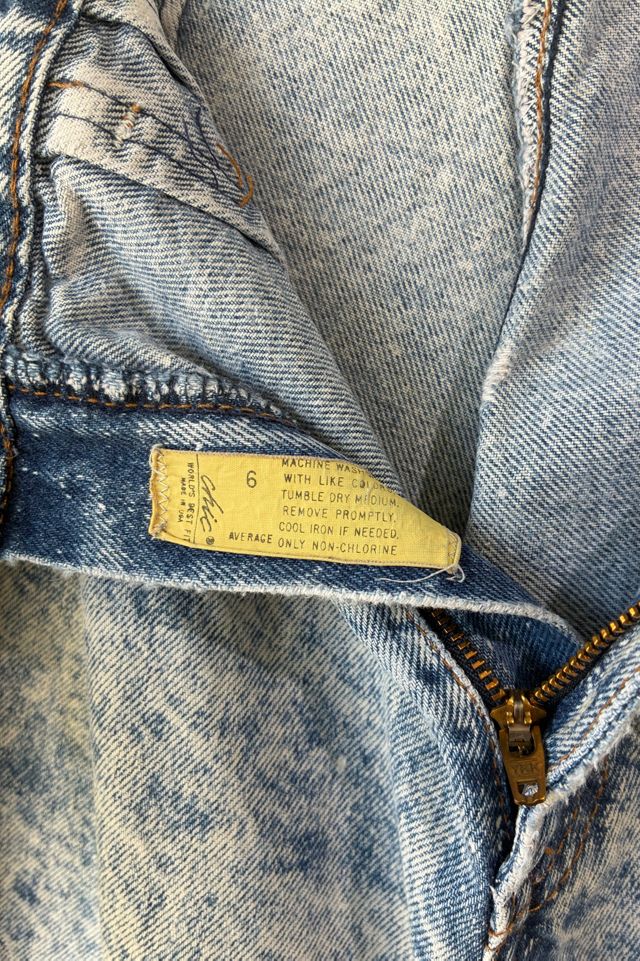 chic ®
WORLD'S BEST FIT
MADE IN USA
6
AVERAGE
MACHINE WASH
WITH LIKE
TUMBLE DRY MEDIUM,
REMOVE PROMPTLY.
COOL IRON IF NEEDED.
ONLY NON-CHLORINE
YKK